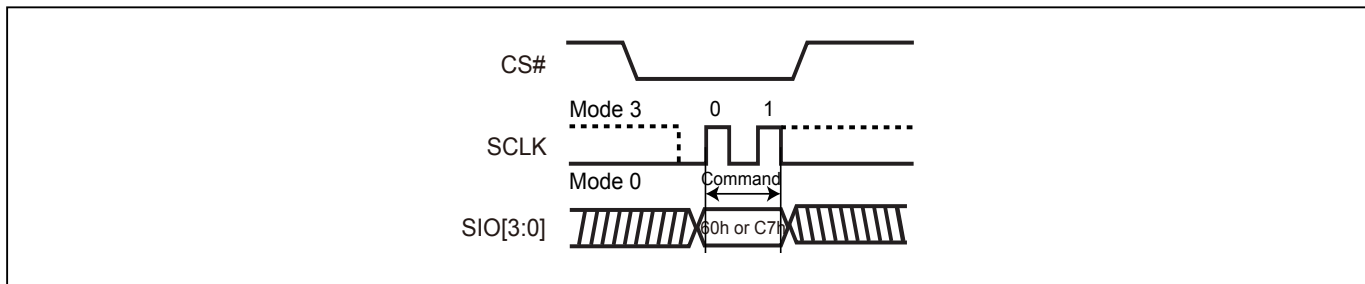 CS#
Mode 3 0 1
SCLK
Mode 0 Command
SIO[3:0] 60h or C7h